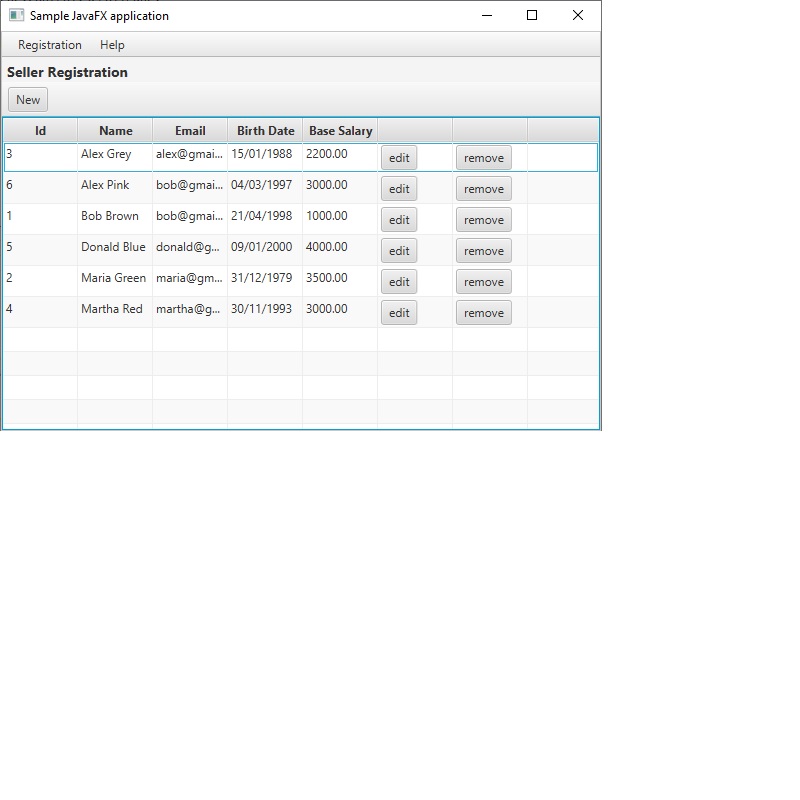 Sample JavaFX application
Registration Help
Seller Registration
New
Id Name Email Birth Date Base Salary
3 Alex Grey alex@gmai... 15/01/1988 2200.00 edit remove
6 Alex Pink bob@gmai... 04/03/1997 3000.00 edit remove
1 Bob Brown bob@gmai... 21/04/1998 1000.00 edit remove
5 Donald Blue donald@g... 09/01/2000 4000.00 edit remove
2 Maria Green maria@gm... 31/12/1979 3500.00 edit remove
4 Martha Red martha@g... 30/11/1993 3000.00 edit remove